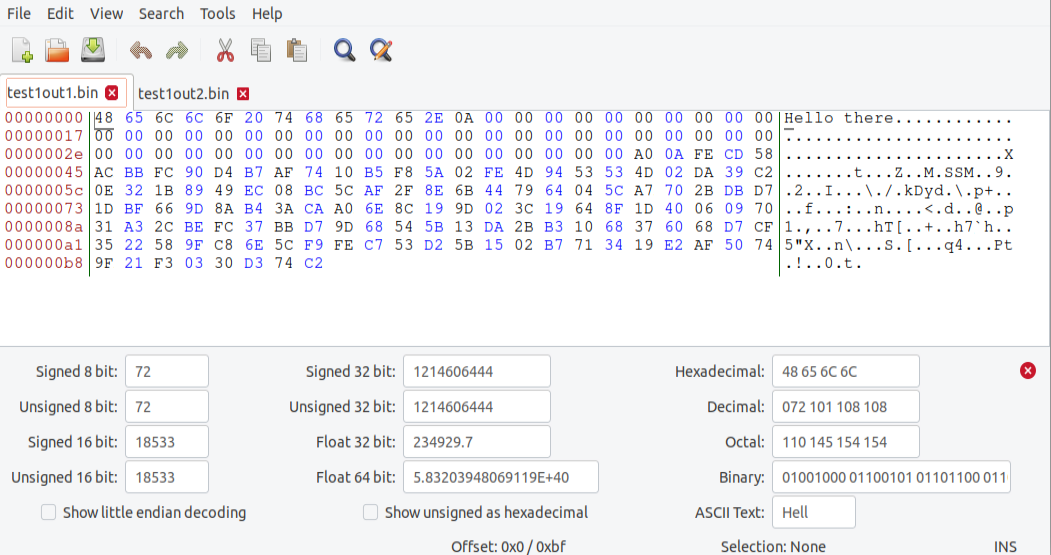 File Edit View Search Tools Help
test1out1.bin test1out2.bin
00000000 48 65 6C 6C 6F 20 74 68 65 72 65 2E 0A 00 00 00 00 00 00 00 00 00 00 Hello there............
00000017 00 00 00 00 00 00 00 00 00 00 00 00 00 00 00 00 00 00 00 00 00 00 00 .......................
0000002e 00 00 00 00 00 00 00 00 00 00 00 00 00 00 00 00 00 00 A0 0A FE CD 58 ......................X
00000045 AC BB FC 90 D4 B7 AF 74 10 B5 F8 5A 02 FE 4D 94 53 53 4D 02 DA 39 C2 .......t...Z..M.SSM..9.
0000005c 0E 32 1B 89 49 EC 08 BC 5C AF 2F 8E 6B 44 79 64 04 5C A7 70 2B DB D7 .2..I...\./.kDyd.\.p+..
00000073 1D BF 66 9D 8A B4 3A CA A0 6E 8C 19 9D 02 3C 19 64 8F 1D 40 06 09 70 ..f...:..n....<.d..@..p
0000008a 31 A3 2C BE FC 37 BB D7 9D 68 54 5B 13 DA 2B B3 10 68 37 60 68 D7 CF 1.,..7...hT[..+..h7`h..
000000a1 35 22 58 9F C8 6E 5C F9 FE C7 53 D2 5B 15 02 B7 71 34 19 E2 AF 50 74 5"X..n\...S.[...q4...Pt
000000b8 9F 21 F3 03 30 D3 74 C2 .!..0.t.
Signed 8 bit: 72 Signed 32 bit: 1214606444 Hexadecimal: 48 65 6C 6C
Unsigned 8 bit: 72 Unsigned 32 bit: 1214606444 Decimal: 072 101 108 108
Signed 16 bit: 18533 Float 32 bit: 234929.7 Octal: 110 145 154 154
Unsigned 16 bit: 18533 Float 64 bit: 5.83203948069119E+40 Binary: 01001000 01100101 01101100 011
Show little endian decoding Show unsigned as hexadecimal ASCII Text: Hell
Offset: 0x0 / 0xbf Selection: None INS